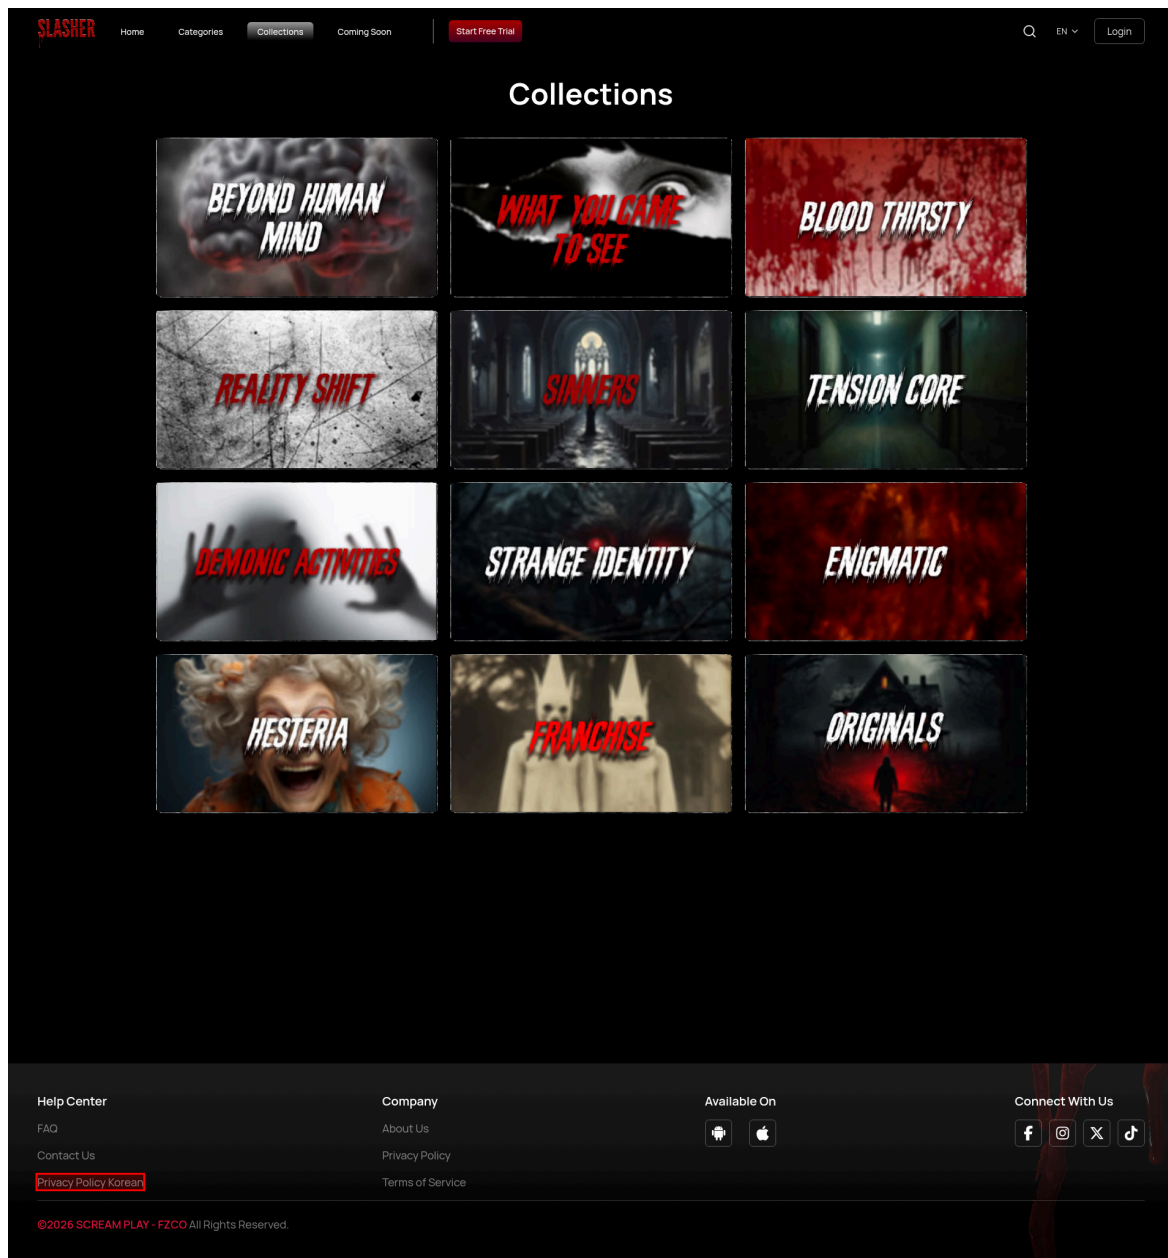 SLASHER
Home
Categories
Collections
Coming Soon
Start Free Trial
EN
Login
Collections
BEYOND HUMAN
MIND
WHAT YOU CAME
TO SEE
BLOOD THIRSTY
REALITY SHIFT
SINNERS
TENSION CORE
DEMONIC ACTIVITIES
STRANGE IDENTITY
ENIGMATIC
HESTERIA
FRANCHISE
ORIGINALS
Help Center
FAQ
Contact Us
Privacy Policy Korean
Company
About Us
Privacy Policy
Terms of Service
Available On
Connect With Us
©2026 SCREAM PLAY - FZCO All Rights Reserved.